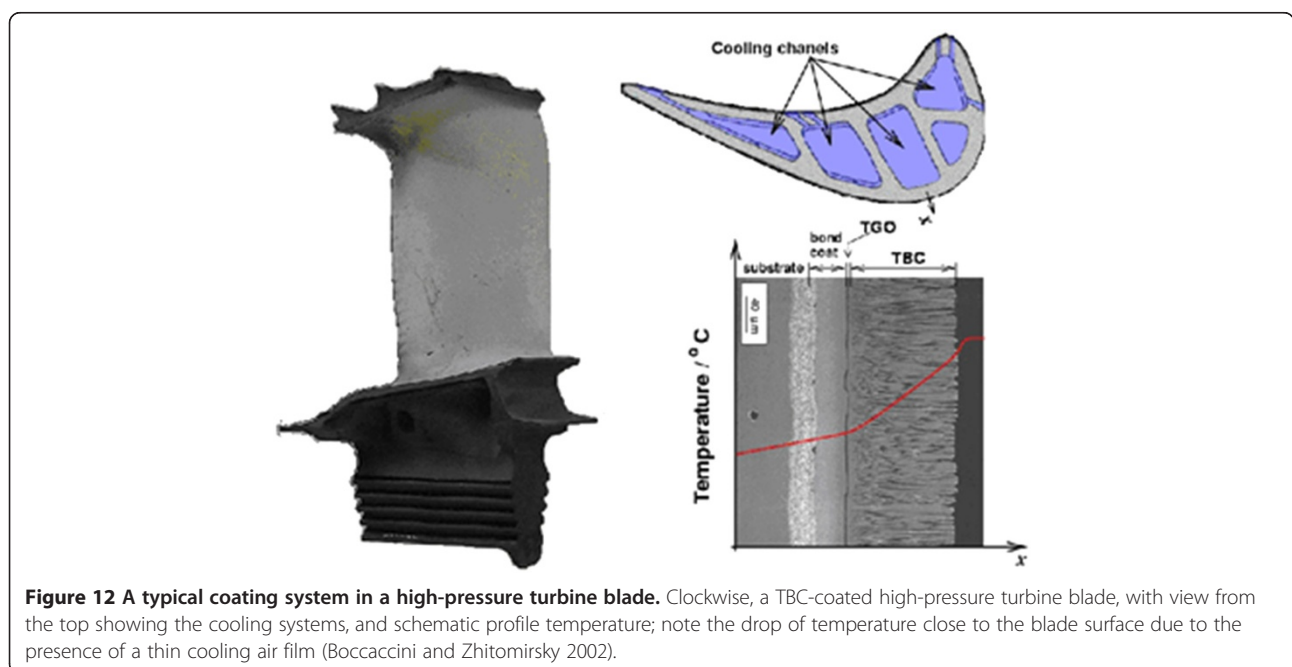 Cooling chanels
x
TGO
bond
coat
TBC
substrate
40 μm
Temperature / °C
x
Figure 12 A typical coating system in a high-pressure turbine blade. Clockwise, a TBC-coated high-pressure turbine blade, with view from
the top showing the cooling systems, and schematic profile temperature; note the drop of temperature close to the blade surface due to the
presence of a thin cooling air film (Boccaccini and Zhitomirsky 2002).